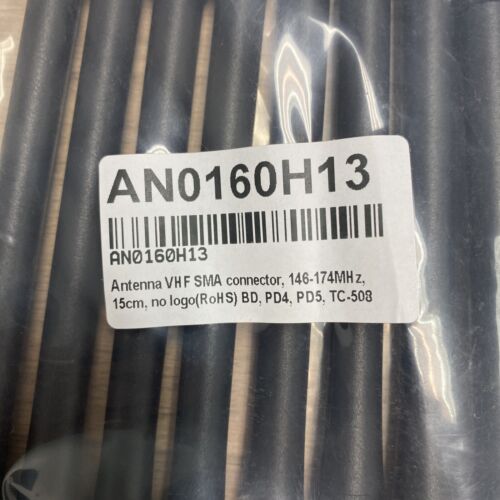 AN0160H13
AN0160H13
Antenna VHF SMA connector, 146-174MHz,
15cm, no logo(RoHS) BD, PD4, PD5, TC-508